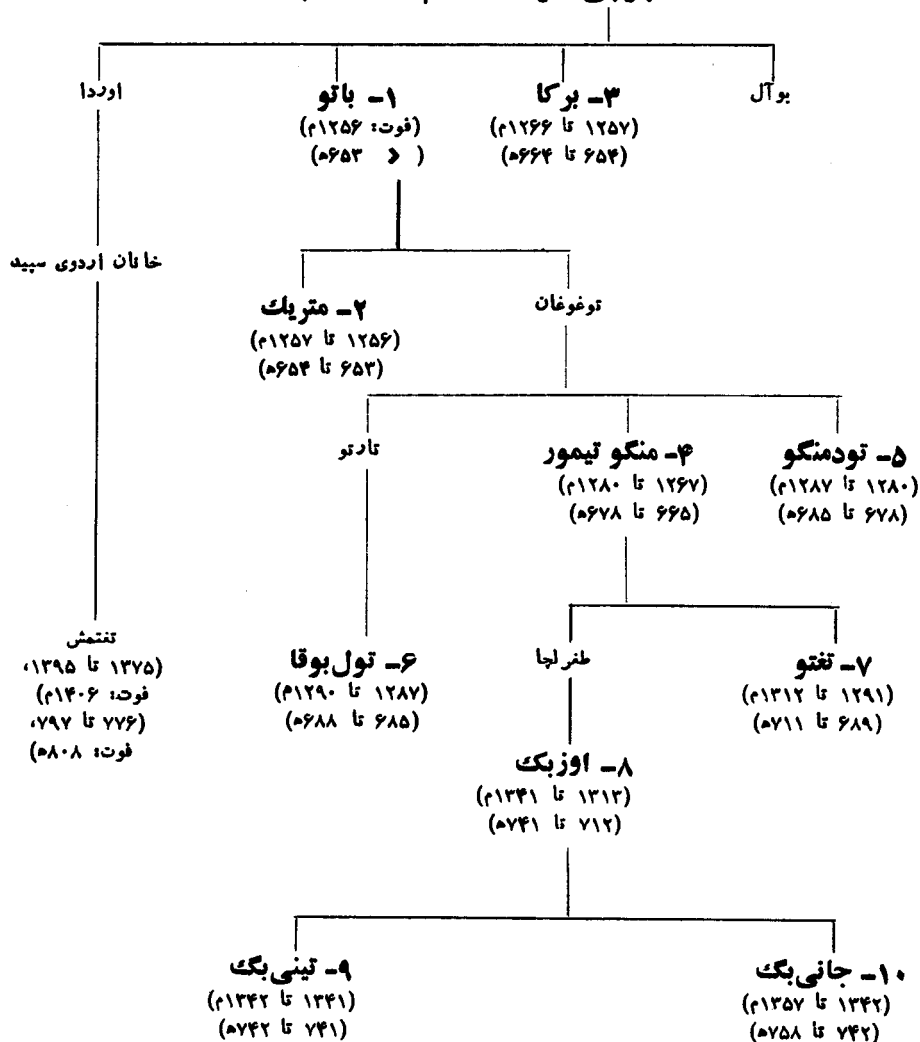 بوآل
۳- برکا
(۱۲۵۷ تا ۱۲۶۶م)
(۶۵۴ تا ۶۶۴ه)
۱- باتو
(فوت: ۱۲۵۶م)
( > ۶۵۳ه)
اوردا
خانان اردوی سپید
توغوغان
۲- متریك
(۱۲۵۶ تا ۱۲۵۷م)
(۶۵۳ تا ۶۵۴ه)
۵- تودمنگو
(۱۲۸۰ تا ۱۲۸۷م)
(۶۷۸ تا ۶۸۵ه)
۴- منگو تیمور
(۱۲۶۷ تا ۱۲۸۰م)
(۶۶۵ تا ۶۷۸ه)
تارتو
۷- تغتو
(۱۲۹۱ تا ۱۳۱۲م)
(۶۸۹ تا ۷۱۱ه)
طغرلجا
۶- تول‌بوقا
(۱۲۸۷ تا ۱۲۹۰م)
(۶۸۵ تا ۶۸۸ه)
تغتمش
(۱۳۷۵ تا ۱۳۹۵،
فوت: ۱۴۰۶م)
(۷۷۶ تا ۷۹۷،
فوت: ۸۰۸ه)
۸- اوزبک
(۱۳۱۳ تا ۱۳۴۱م)
(۷۱۲ تا ۷۴۱ه)
۱۰- جانی‌بگ
(۱۳۴۲ تا ۱۳۵۷م)
(۷۴۲ تا ۷۵۸ه)
۹- تینی‌بگ
(۱۳۴۱ تا ۱۳۴۲م)
(۷۴۱ تا ۷۴۲ه)